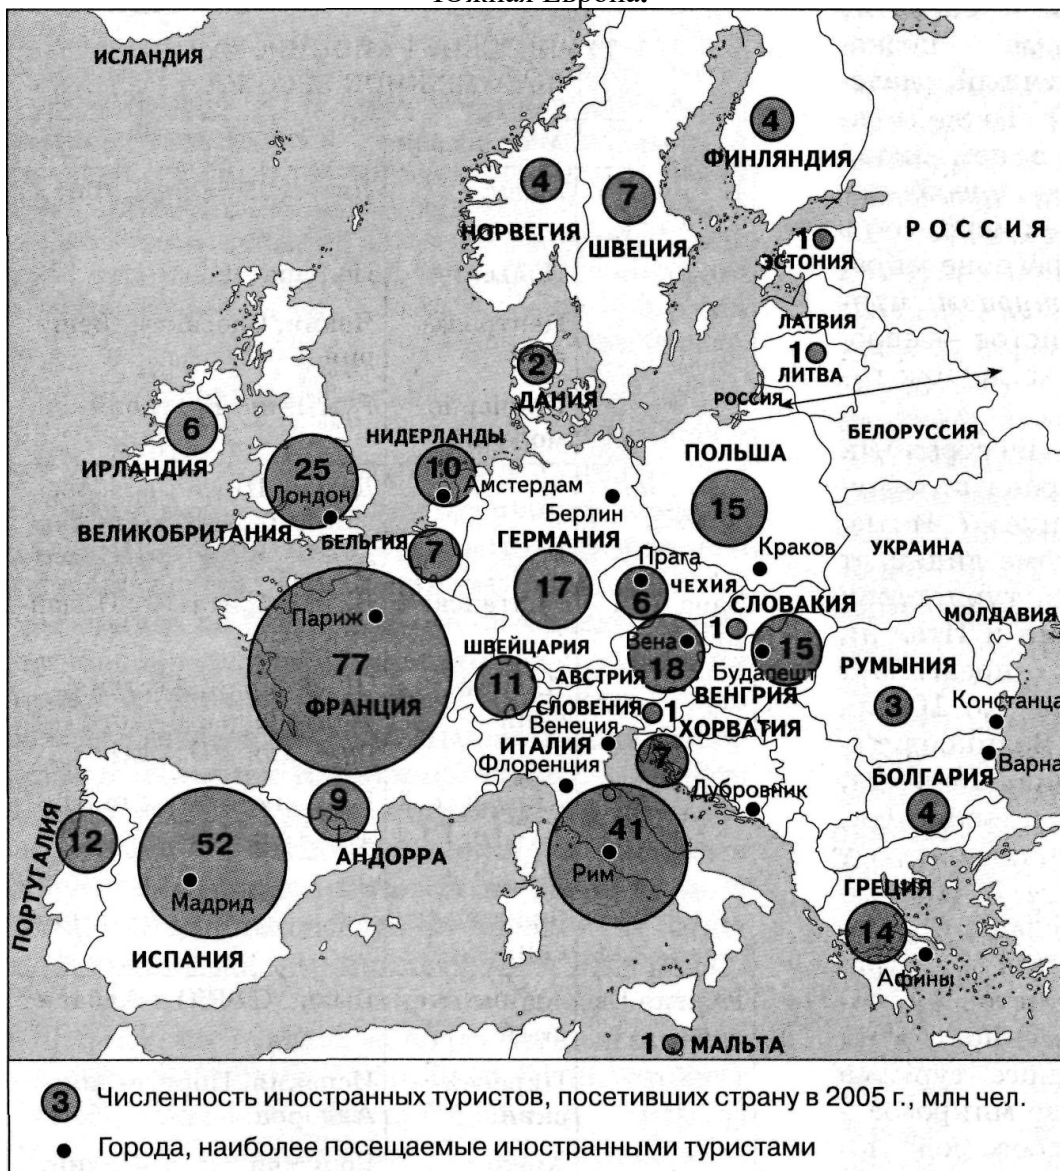 Южная Европа.
ИСЛАНДИЯ
4
ФИНЛЯНДИЯ
4
НОРВЕГИЯ
7
ШВЕЦИЯ
РОССИЯ
1
ЭСТОНИЯ
ЛАТВИЯ
1
ЛИТВА
2
ДАНИЯ
РОССИЯ
БЕЛОРУССИЯ
6
ИРЛАНДИЯ
25
Лондон
ВЕЛИКОБРИТАНИЯ
НИДЕРЛАНДЫ
10
Амстердам
Берлин
ПОЛЬША
15
Краков
УКРАИНА
БЕЛЬГИЯ
7
ГЕРМАНИЯ
17
Прага
ЧЕХИЯ
6
СЛОВАКИЯ
1
МОЛДАВИЯ
Париж
77
ФРАНЦИЯ
ШВЕЙЦАРИЯ
11
АВСТРИЯ
Вена
18
15
Будапешт
ВЕНГРИЯ
РУМЫНИЯ
3
Констанца
СЛОВЕНИЯ
1
Венеция
ХОРВАТИЯ
7
ИТАЛИЯ
Флоренция
Дубровник
Варна
БОЛГАРИЯ
4
9
АНДОРРА
ПОРТУГАЛИЯ
12
52
Мадрид
ИСПАНИЯ
41
Рим
ГРЕЦИЯ
14
Афины
1
МАЛЬТА
3 Численность иностранных туристов, посетивших страну в 2005 г., млн чел.
Города, наиболее посещаемые иностранными туристами